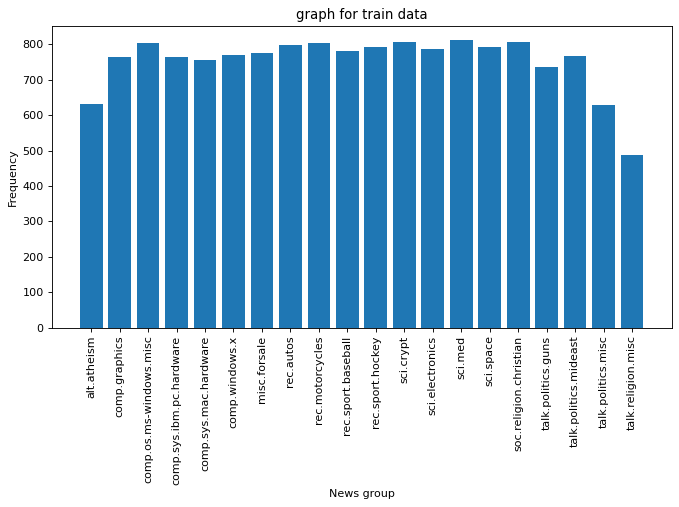 graph for train data
Frequency
800
700
600
500
400
300
200
100
0
alt.atheism
comp.graphics
comp.os.ms-windows.misc
comp.sys.ibm.pc.hardware
comp.sys.mac.hardware
comp.windows.x
misc.forsale
rec.autos
rec.motorcycles
rec.sport.baseball
rec.sport.hockey
sci.crypt
sci.electronics
sci.med
sci.space
soc.religion.christian
talk.politics.guns
talk.politics.mideast
talk.politics.misc
talk.religion.misc
News group